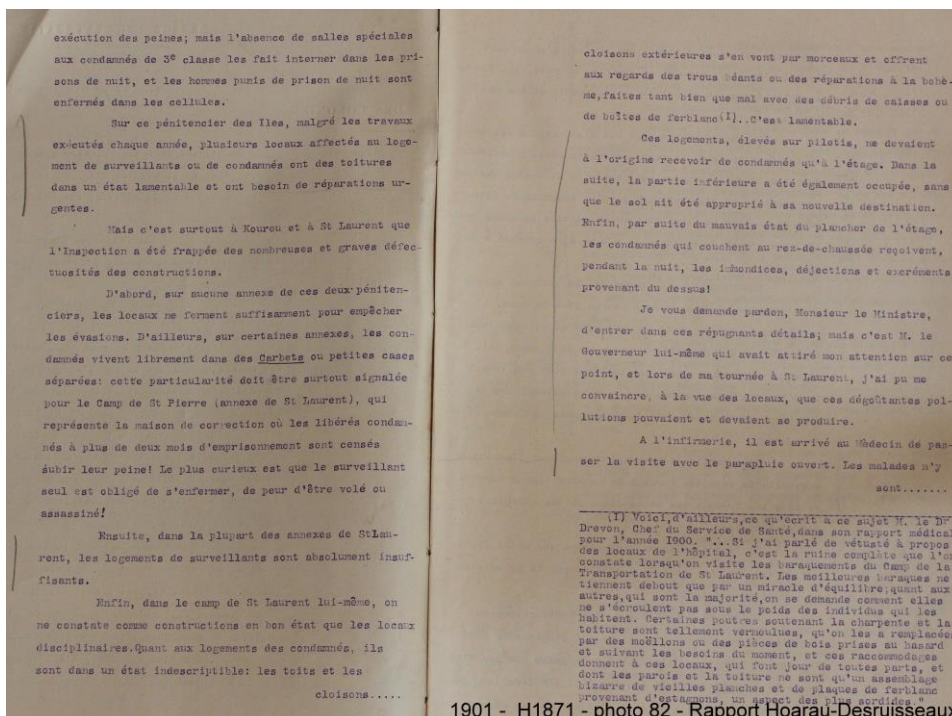 exécution des peines; mais l'absence de salles spéciales
aux condamnés de 3e classe les fait interner dans les pri-
sons de nuit, et les hommes punis de prison de nuit sont
enfermés dans les cellules.
Sur ce pénitencier des Iles, malgré les travaux
exécutés chaque année, plusieurs locaux affectés au loge-
ment de surveillants ou de condamnés ont des toitures
dans un état lamentable et ont besoin de réparations ur-
gentes.
Mais c'est surtout à Kourou et à St Laurent que
l'Inspection a été frappée des nombreuses et graves défec-
tuosités des constructions.
D'abord, sur aucune annexe de ces deux péniten-
ciers, les locaux ne ferment suffisamment pour empêcher
les évasions. D'ailleurs, sur certaines annexes, les con-
damnés vivent librement dans des Carbets ou petites cases
séparées: cette particularité doit être surtout signalée
pour le Camp de St Pierre (annexe de St Laurent), qui
représente la maison de correction où les libérés condam-
nés à plus de deux mois d'emprisonnement sont censés
subir leur peine! Le plus curieux est que le surveillant
seul est obligé de s'enfermer, de peur d'être volé ou
assassiné!
Ensuite, dans la plupart des annexes de StLau-
rent, les logements de surveillants sont absolument insuf-
fisants.
Enfin, dans le camp de St Laurent lui-même, on
ne constate comme constructions en bon état que les locaux
disciplinaires.Quant aux logements des condamnés, ils
sont dans un état indescriptible: les toits et les
cloisons.....
cloisons extérieures s'en vont par morceaux et offrent
aux regards des trous béants ou des réparations à la bohè-
me,faites tant bien que mal avec des débris de caisses ou
de boîtes de ferblanc(I)..C'est lamentable.
Ces logements, élevés sur pilotis, ne devaient
à l'origine recevoir de condamnés qu'à l'étage. Dans la
suite, la partie inférieure a été également occupée, sans
que le sol ait été approprié à sa nouvelle destination.
Enfin, par suite du mauvais état du plancher de l'étage,
les condamnés qui couchent au rez-de-chaussée reçoivent,
pendant la nuit, les immondices, déjections et excréments
provenant du dessus!
Je vous demande pardon, Monsieur le Ministre,
d'entrer dans ces répugnants détails; mais c'est M. le
Gouverneur lui-même qui avait attiré mon attention sur ce
point, et lors de ma tournée à St Laurent, j'ai pu me
convaincre, à la vue des locaux, que ces dégoûtantes pol-
lutions pouvaient et devaient se produire.
A l'infirmerie, il est arrivé au Médecin de pas-
ser la visite avec le parapluie ouvert. Les malades n'y
sont.......
(I) Voici,d'ailleurs,ce qu'écrit à ce sujet M. le Dr
Drevon, Chef du Service de Santé,dans son rapport médical
pour l'année I900. "...Si j'ai parlé de vétusté à propos
des locaux de l'hôpital, c'est la ruine complète que l'on
constate lorsqu'on visite les baraquements du Camp de la
Transportation de St Laurent. Les meilleures baraques ne
tiennent debout que par un miracle d'équilibre;quant aux
autres,qui sont la majorité,on se demande comment elles
ne s'écroulent pas sous le poids des individus qui les
habitent. Certaines poutres soutenant la charpente et la
toiture sont tellement vermoulues, qu'on les a remplacées
par des moëllons ou des pièces de bois prises au hasard
et suivant les besoins du moment, et ces raccommodages
donnent à ces locaux, qui font jour de toutes parts, et
dont les parois et la toiture ne sont qu'un assemblage
bizarre de vieilles planches et de plaques de ferblanc
provenant d'estagnons, un aspect des plus sordides."
1901 - H1871 - photo 82 - Rapport Hoarau-Desruisseaux